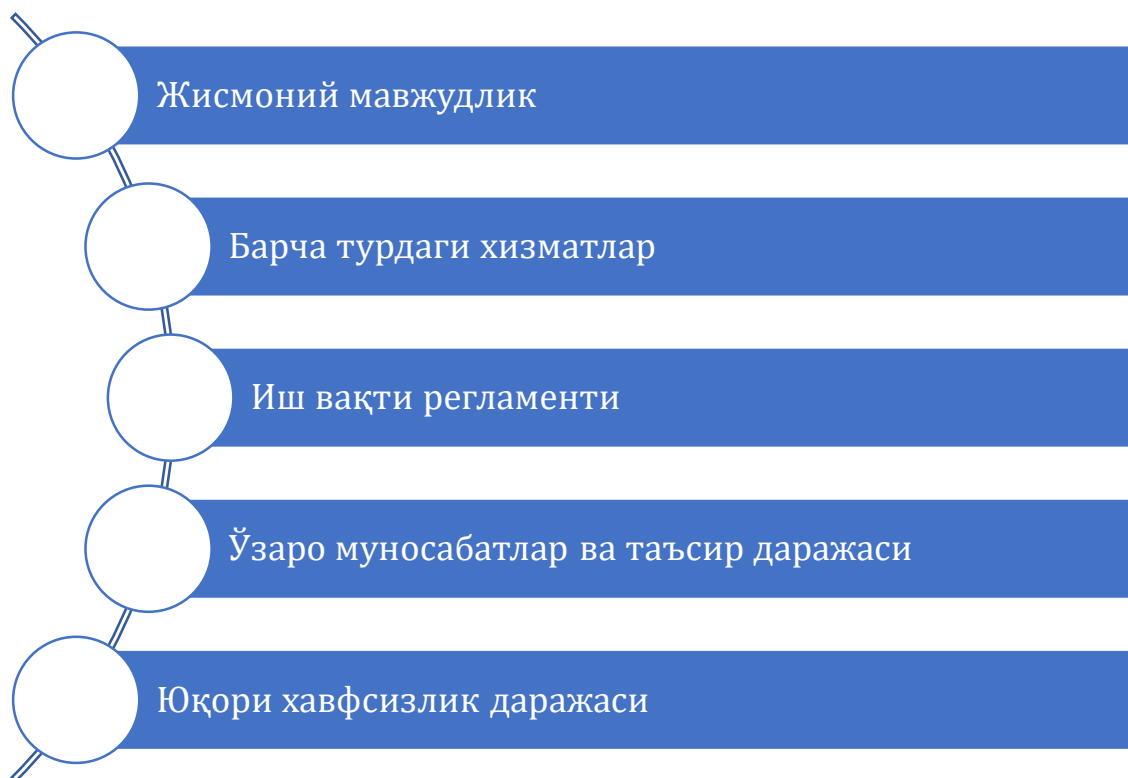 Жисмоний мавжудлик
Барча турдаги хизматлар
Иш вақти регламенти
Ўзаро муносабатлар ва таъсир даражаси
Юқори хавфсизлик даражаси